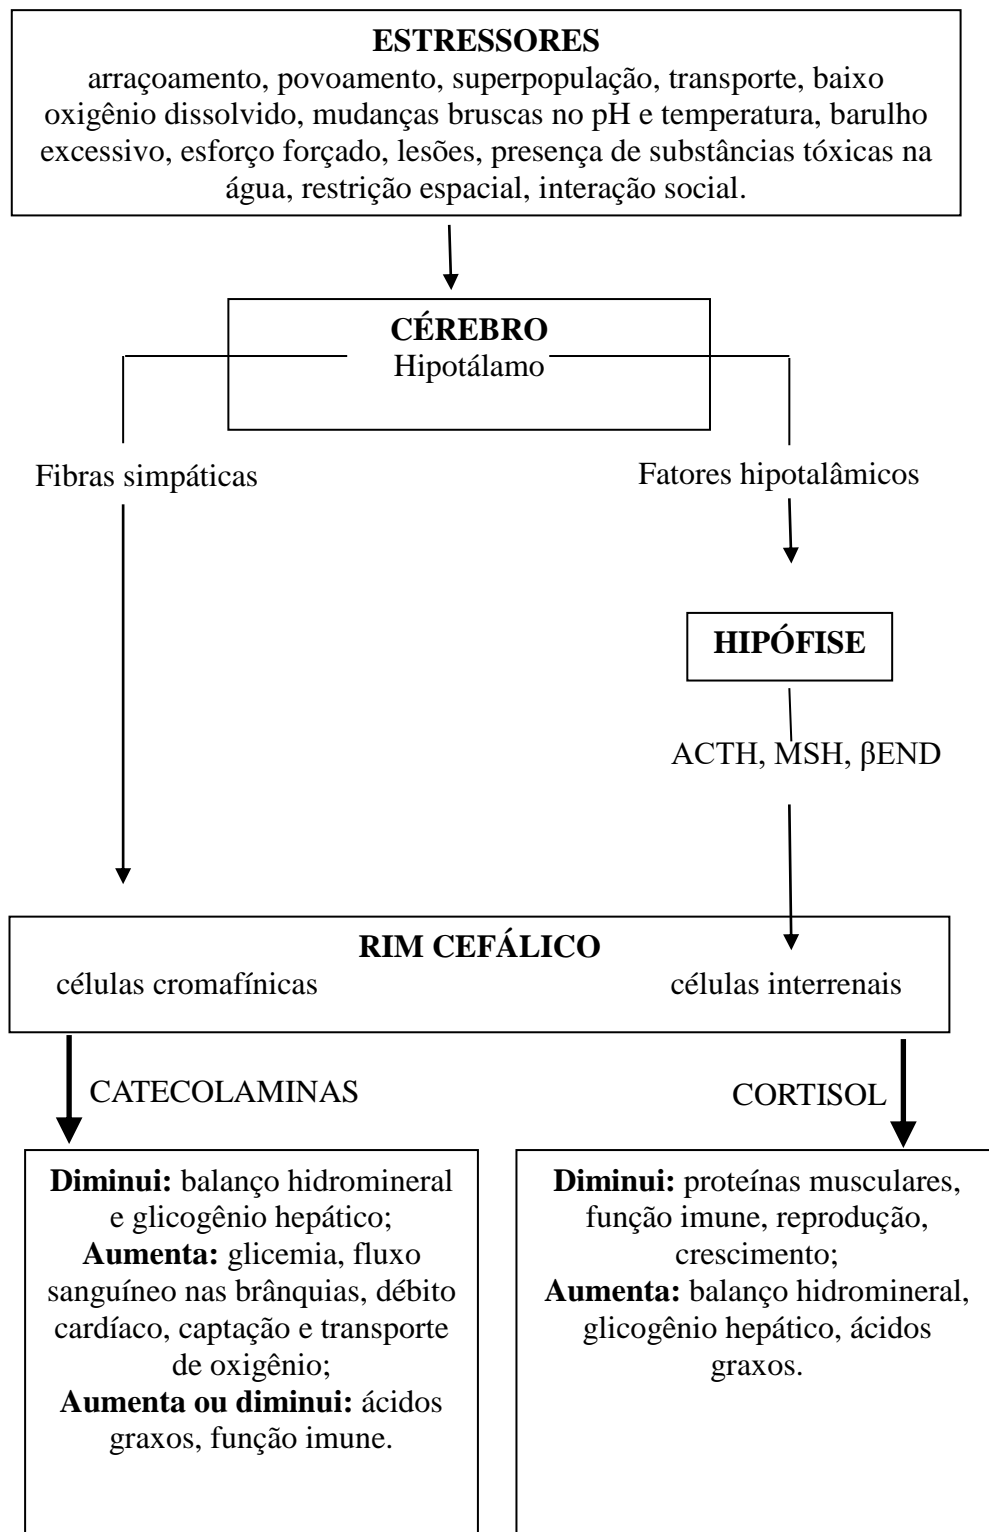 ESTRESSORES
arraçoamento, povoamento, superpopulação, transporte, baixo
oxigênio dissolvido, mudanças bruscas no pH e temperatura, barulho
excessivo, esforço forçado, lesões, presença de substâncias tóxicas na
água, restrição espacial, interação social.
CÉREBRO
Hipotálamo
Fibras simpáticas
Fatores hipotalâmicos
HIPÓFISE
ACTH, MSH, βEND
RIM CEFÁLICO
células cromafínicas
células interrenais
CATECOLAMINAS
CORTISOL
Diminui: balanço hidromineral
e glicogênio hepático;
Aumenta: glicemia, fluxo
sanguíneo nas brânquias, débito
cardíaco, captação e transporte
de oxigênio;
Aumenta ou diminui: ácidos
graxos, função imune.
Diminui: proteínas musculares,
função imune, reprodução,
crescimento;
Aumenta: balanço hidromineral,
glicogênio hepático, ácidos
graxos.